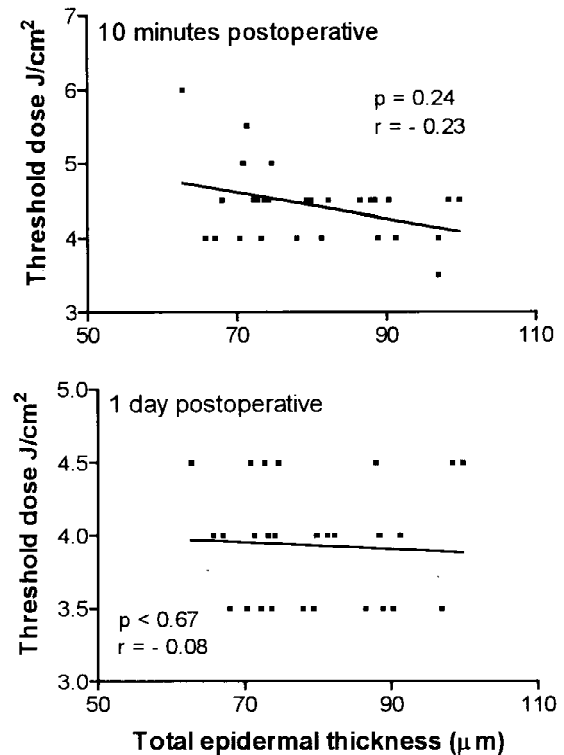 10 minutes postoperative
Threshold dose J/cm²
7
6
5
4
3
p = 0.24
r = - 0.23
50
70
90
110
1 day postoperative
Threshold dose J/cm²
5.0
4.5
4.0
3.5
3.0
p < 0.67
r = - 0.08
50
70
90
110
Total epidermal thickness (μm)